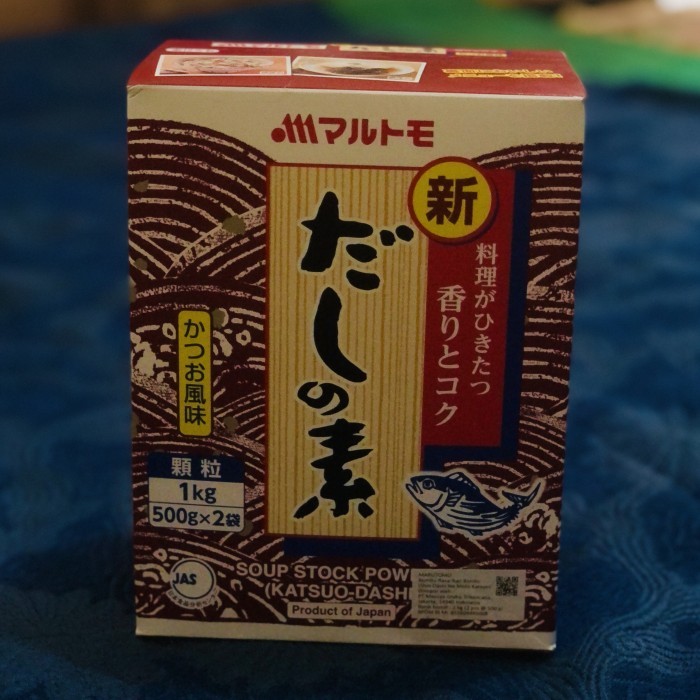 マルトモ
新
だしの素
料理がひきたつ
香りとコク
かつお風味
顆粒
1kg
500g×2袋
JAS
SOUP STOCK POW
(KATSUO-DASHI
Product of Japan